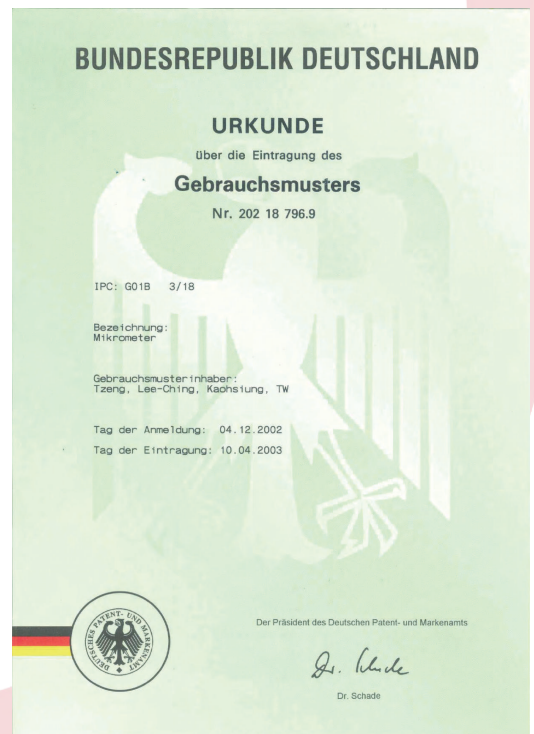 BUNDESREPUBLIK DEUTSCHLAND
URKUNDE
über die Eintragung des
Gebrauchsmusters
Nr. 202 18 796.9
IPC: G01B 3/18
Bezeichnung:
Mikrometer
Gebrauchsmusterinhaber:
Tzeng, Lee-Ching, Kaohsiung, TW
Tag der Anmeldung: 04.12.2002
Tag der Eintragung: 10.04.2003
DEUTSCHES PATENT- UND MARKENAMT
Der Präsident des Deutschen Patent- und Markenamts
Dr. Schade
Dr. Schade